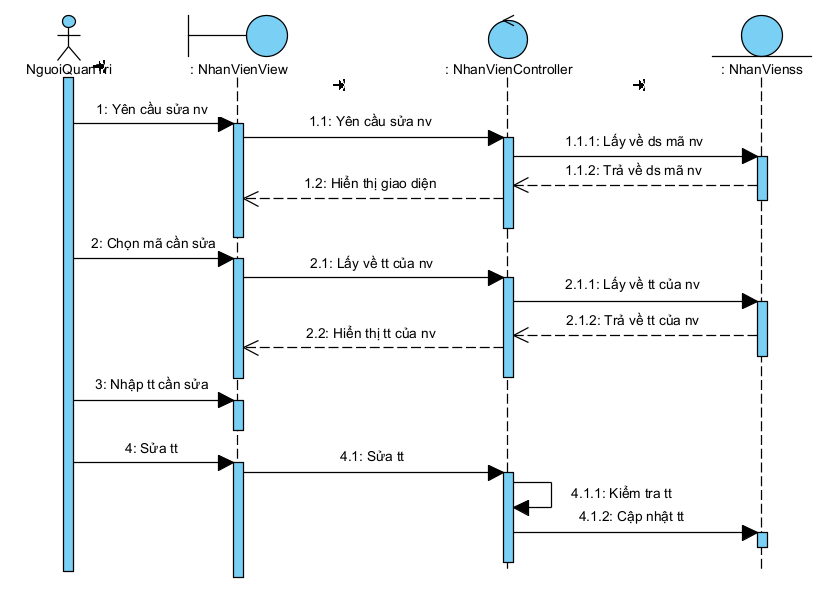 NguoiQuanTri
: NhanVienView
: NhanVienController
: NhanVienss
1: Yên cầu sửa nv
1.1: Yên cầu sửa nv
1.1.1: Lấy về ds mã nv
1.1.2: Trả về ds mã nv
1.2: Hiển thị giao diện
2: Chọn mã cần sửa
2.1: Lấy về tt của nv
2.1.1: Lấy về tt của nv
2.1.2: Trả về tt của nv
2.2: Hiển thị tt của nv
3: Nhập tt cần sửa
4: Sửa tt
4.1: Sửa tt
4.1.1: Kiểm tra tt
4.1.2: Cập nhật tt